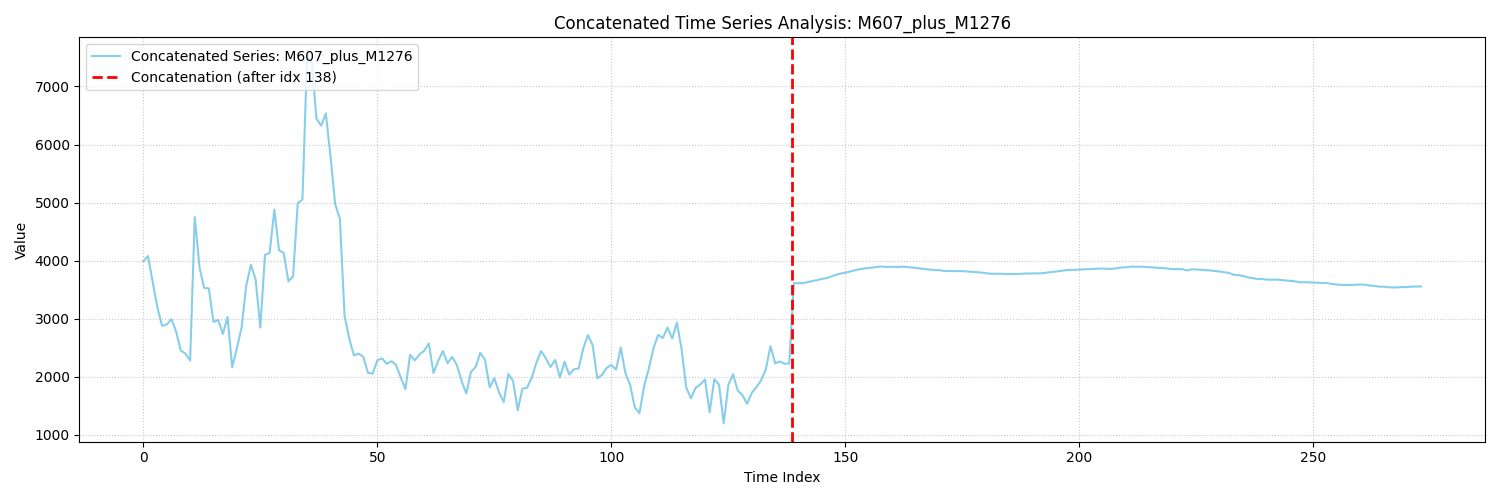 Concatenated Time Series Analysis: M607_plus_M1276
Concatenated Series: M607_plus_M1276
Concatenation (after idx 138)
7000
6000
5000
4000
3000
2000
1000
Value
0
50
100
150
200
250
Time Index